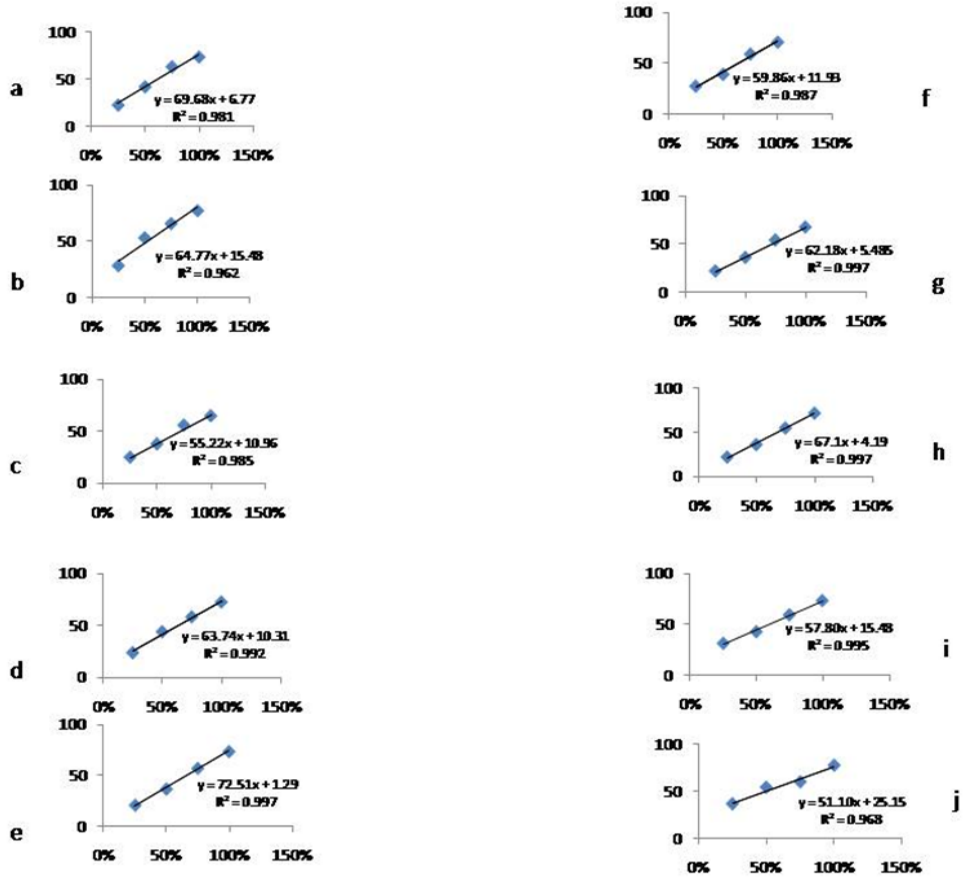 a
100
50
0
y = 69.68x + 6.77
R² = 0.981
0% 50% 100% 150%
b
100
50
0
y = 64.77x + 15.48
R² = 0.962
0% 50% 100% 150%
c
100
50
0
y = 55.22x + 10.96
R² = 0.985
0% 50% 100% 150%
d
100
50
0
y = 63.74x + 10.31
R² = 0.992
0% 50% 100% 150%
e
100
50
0
y = 72.51x + 1.29
R² = 0.997
0% 50% 100% 150%
f
100
50
0
y = 59.86x + 11.93
R² = 0.987
0% 50% 100% 150%
g
100
50
0
y = 62.18x + 5.485
R² = 0.997
0% 50% 100% 150%
h
100
50
0
y = 67.1x + 4.19
R² = 0.997
0% 50% 100% 150%
i
100
50
0
y = 57.80x + 15.48
R² = 0.995
0% 50% 100% 150%
j
100
50
0
y = 51.10x + 25.15
R² = 0.968
0% 50% 100% 150%